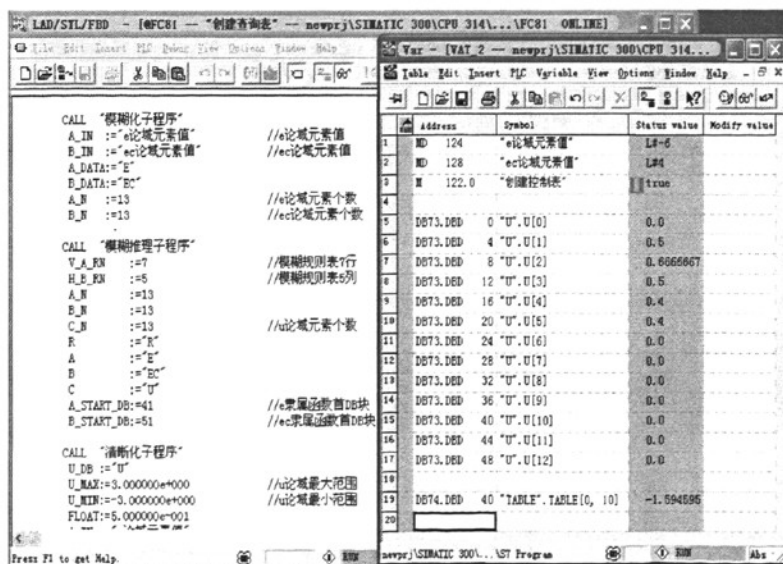 LAD/STL/FBD - [@FC81 -- "创建查询表" -- newprj\SIMATIC 300\CPU 314\...\FC81 ONLINE]
File Edit Insert PLC Debug View Options Window Help
CALL "模糊化子程序"
A_IN :="e论域元素值" //e论域元素值
B_IN :="ec论域元素值" //ec论域元素值
A_DATA:="E"
B_DATA:="EC"
A_N :=13 //e论域元素个数
B_N :=13 //ec论域元素个数
CALL "模糊推理子程序"
V_A_RN :=7 //模糊规则表7行
H_B_RN :=5 //模糊规则表5列
A_N :=13
B_N :=13
C_N :=13 //u论域元素个数
R :="R"
A :="E"
B :="EC"
C :="U"
A_START_DB:=41 //e隶属函数首DB块
B_START_DB:=51 //ec隶属函数首DB块
CALL "清晰化子程序"
U_DB :="U"
U_MAX:=3.000000e+000 //u论域最大范围
U_MIN:=-3.000000e+000 //u论域最小范围
FLOAT:=5.000000e-001
Press F1 to get Help.
RUN
Var - [VAT_2 -- newprj\SIMATIC 300\CPU 314...
Table Edit Insert PLC Variable View Options Window Help
Address Symbol Status value Modify value
1 MD 124 "e论域元素值" L#-6
2 MD 128 "ec论域元素值" L#4
3 M 122.0 "创建控制表" true
4
5 DB73.DBD 0 "U".U[0] 0.0
6 DB73.DBD 4 "U".U[1] 0.5
7 DB73.DBD 8 "U".U[2] 0.6666667
8 DB73.DBD 12 "U".U[3] 0.5
9 DB73.DBD 16 "U".U[4] 0.4
10 DB73.DBD 20 "U".U[5] 0.4
11 DB73.DBD 24 "U".U[6] 0.0
12 DB73.DBD 28 "U".U[7] 0.0
13 DB73.DBD 32 "U".U[8] 0.0
14 DB73.DBD 36 "U".U[9] 0.0
15 DB73.DBD 40 "U".U[10] 0.0
16 DB73.DBD 44 "U".U[11] 0.0
17 DB73.DBD 48 "U".U[12] 0.0
18
19 DB74.DBD 40 "TABLE".TABLE[0, 10] -1.594595
20
newprj\SIMATIC 300\...\S7 Program
RUN
Abs